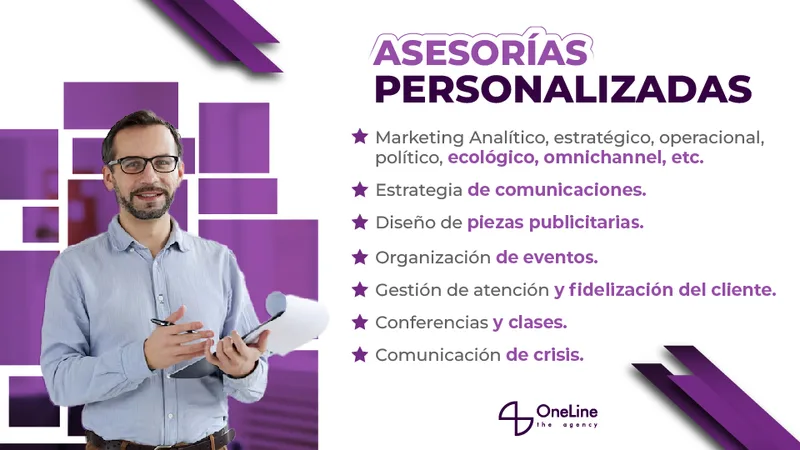 ASESORÍAS
PERSONALIZADAS
Marketing Analítico, estratégico, operacional,
político, ecológico, omnichannel, etc.
Estrategia de comunicaciones.
Diseño de piezas publicitarias.
Organización de eventos.
Gestión de atención y fidelización del cliente.
Conferencias y clases.
Comunicación de crisis.
OneLine
the agency